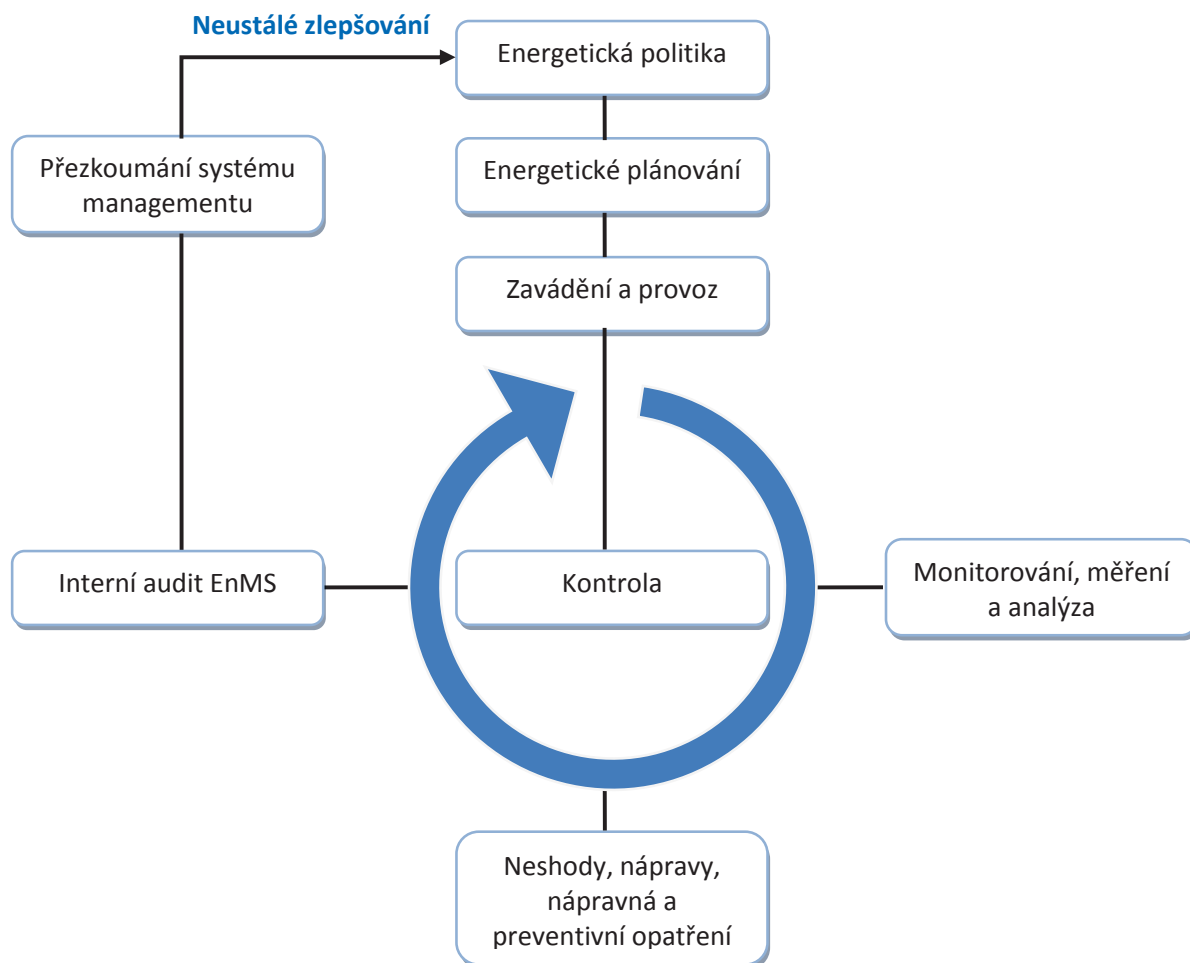 Neustálé zlepšování
Energetická politika
Přezkoumání systému
managementu
Energetické plánování
Zavádění a provoz
Interní audit EnMS
Kontrola
Monitorování, měření
a analýza
Neshody, nápravy,
nápravná a
preventivní opatření